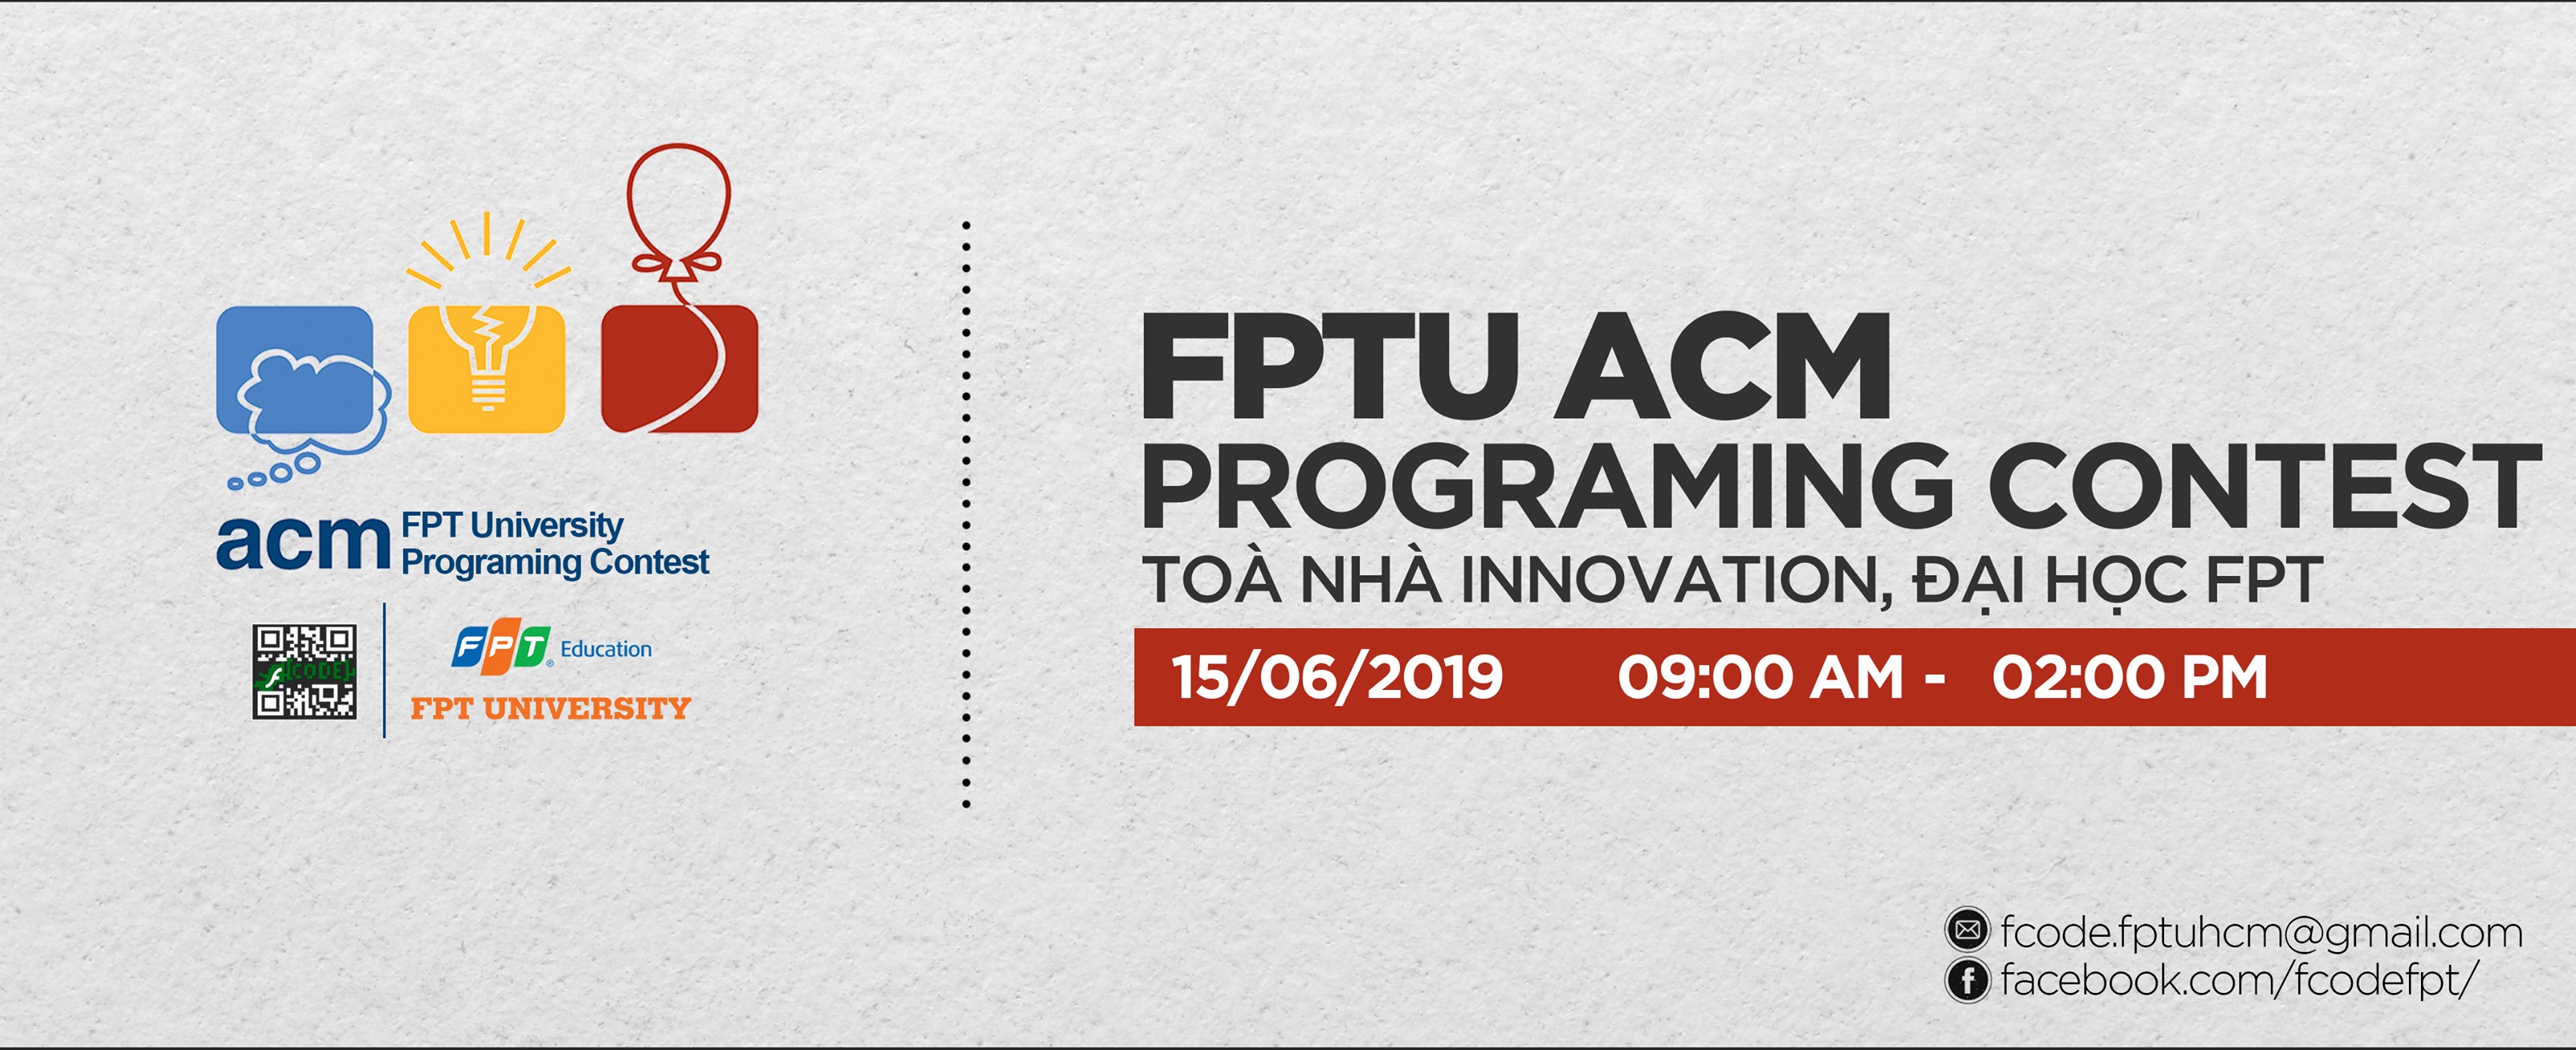 acm
FPT University
Programing Contest
f{CODE}
FPT® Education
FPT UNIVERSITY
FPTU ACM
PROGRAMING CONTEST
TOÀ NHÀ INNOVATION, ĐẠI HỌC FPT
15/06/2019 09:00 AM - 02:00 PM
fcode.fptuhcm@gmail.com
facebook.com/fcodefpt/